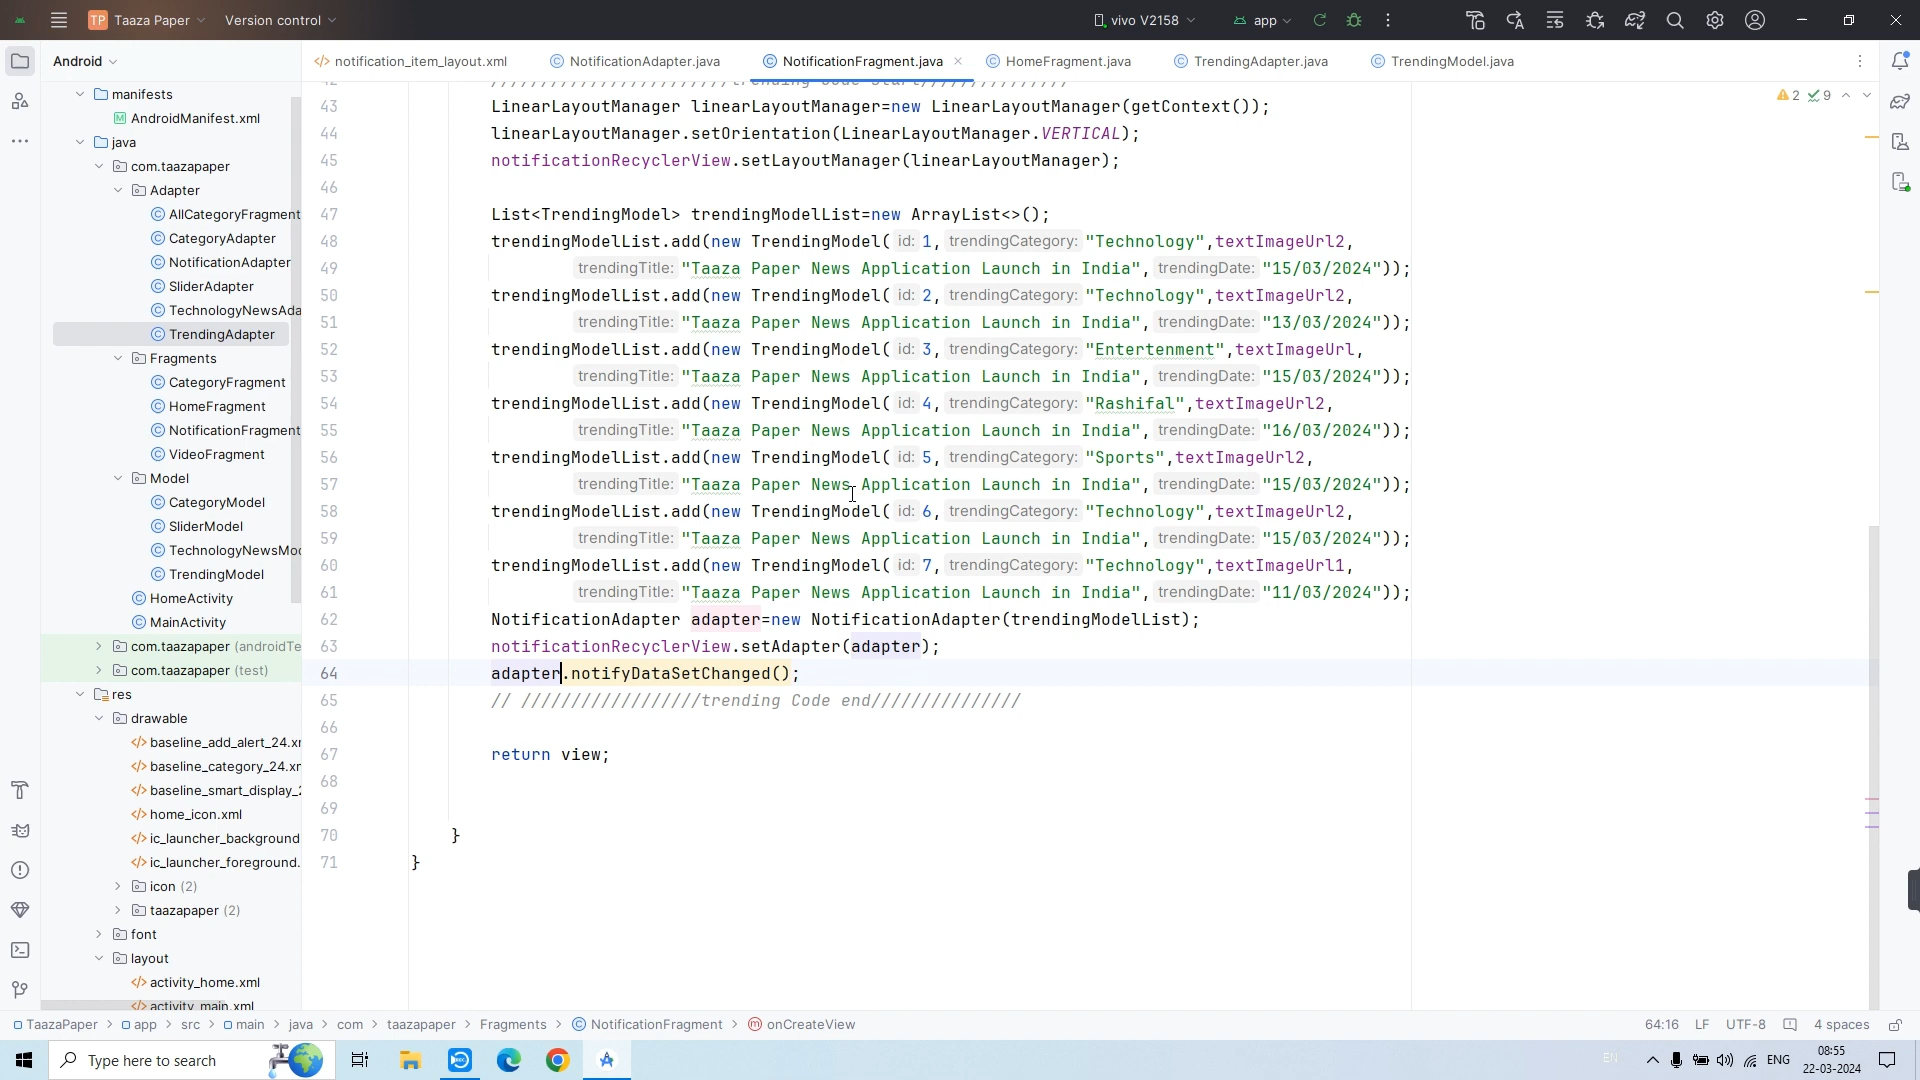 TP Taaza Paper Version control vivo V2158 app
Android
notification_item_layout.xml NotificationAdapter.java NotificationFragment.java HomeFragment.java TrendingAdapter.java TrendingModel.java
manifests
AndroidManifest.xml
java
com.taazapaper
Adapter
AllCategoryFragment
CategoryAdapter
NotificationAdapter
SliderAdapter
TechnologyNewsAda
TrendingAdapter
Fragments
CategoryFragment
HomeFragment
NotificationFragment
VideoFragment
Model
CategoryModel
SliderModel
TechnologyNewsMo
TrendingModel
HomeActivity
MainActivity
com.taazapaper (androidTe
com.taazapaper (test)
res
drawable
baseline_add_alert_24.xr
baseline_category_24.xr
baseline_smart_display_2
home_icon.xml
ic_launcher_background
ic_launcher_foreground.
icon (2)
taazapaper (2)
font
layout
activity_home.xml
activity_main.xml
2 9
43 LinearLayoutManager linearLayoutManager=new LinearLayoutManager(getContext());
44 linearLayoutManager.setOrientation(LinearLayoutManager.VERTICAL);
45 notificationRecyclerView.setLayoutManager(linearLayoutManager);
46
47 List<TrendingModel> trendingModelList=new ArrayList<>();
48 trendingModelList.add(new TrendingModel( id: 1, trendingCategory: "Technology",textImageUrl2,
49 trendingTitle: "Taaza Paper News Application Launch in India", trendingDate: "15/03/2024"));
50 trendingModelList.add(new TrendingModel( id: 2, trendingCategory: "Technology",textImageUrl2,
51 trendingTitle: "Taaza Paper News Application Launch in India", trendingDate: "13/03/2024"));
52 trendingModelList.add(new TrendingModel( id: 3, trendingCategory: "Entertenment",textImageUrl,
53 trendingTitle: "Taaza Paper News Application Launch in India", trendingDate: "15/03/2024"));
54 trendingModelList.add(new TrendingModel( id: 4, trendingCategory: "Rashifal",textImageUrl2,
55 trendingTitle: "Taaza Paper News Application Launch in India", trendingDate: "16/03/2024"));
56 trendingModelList.add(new TrendingModel( id: 5, trendingCategory: "Sports",textImageUrl2,
57 trendingTitle: "Taaza Paper News Application Launch in India", trendingDate: "15/03/2024"));
58 trendingModelList.add(new TrendingModel( id: 6, trendingCategory: "Technology",textImageUrl2,
59 trendingTitle: "Taaza Paper News Application Launch in India", trendingDate: "15/03/2024"));
60 trendingModelList.add(new TrendingModel( id: 7, trendingCategory: "Technology",textImageUrl1,
61 trendingTitle: "Taaza Paper News Application Launch in India", trendingDate: "11/03/2024"));
62 NotificationAdapter adapter=new NotificationAdapter(trendingModelList);
63 notificationRecyclerView.setAdapter(adapter);
64 adapter.notifyDataSetChanged();
65 // //////////////////trending Code end///////////////
66
67 return view;
68
69
70 }
71 }
TaazaPaper > app > src > main > java > com > taazapaper > Fragments > NotificationFragment > onCreateView 64:16 LF UTF-8 4 spaces
Type here to search EN ENG 08:55
22-03-2024